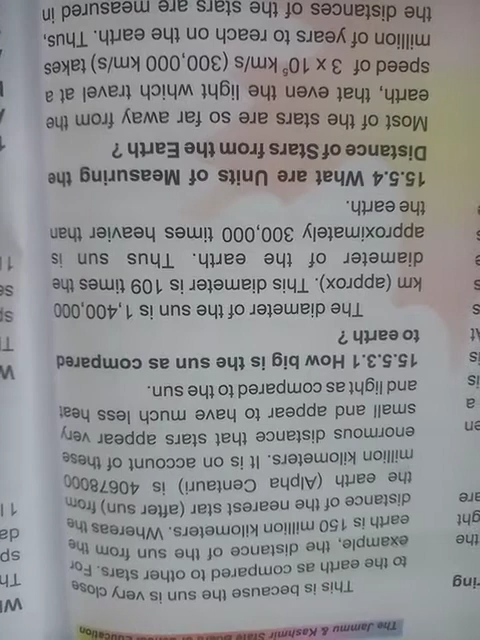 The Jammu & Kashmir State Board of School Education
This is because the sun is very close
to the earth as compared to other stars. For
example, the distance of the sun from the
earth is 150 million kilometers. Whereas the
distance of the nearest star (after sun) from
the earth (Alpha Centauri) is 40678000
million kilometers. It is on account of these
enormous distance that stars appear very
small and appear to have much less heat
and light as compared to the sun.
15.5.3.1 How big is the sun as compared
to earth ?
The diameter of the sun is 1,400,000
km (approx). This diameter is 109 times the
diameter of the earth. Thus sun is
approximately 300,000 times heavier than
the earth.
15.5.4 What are Units of Measuring the
Distance of Stars from the Earth ?
Most of the stars are so far away from the
earth, that even the light which travel at a
speed of 3 x 10⁵ km/s (300,000 km/s) takes
million of years to reach on the earth. Thus,
the distances of the stars are measured in